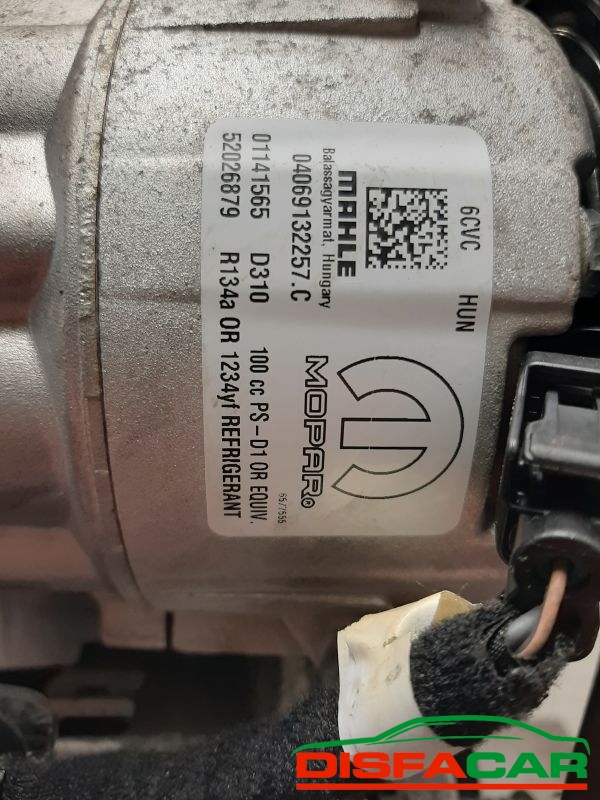 6CVC HUN
MAHLE
Balassagyarmat, Hungary
MOPAR®
04069132257.C
6577555
01141565 D310 100 cc PS-D1 OR EQUIV.
52026879 R134a OR 1234yf REFRIGERANT
DISFACAR